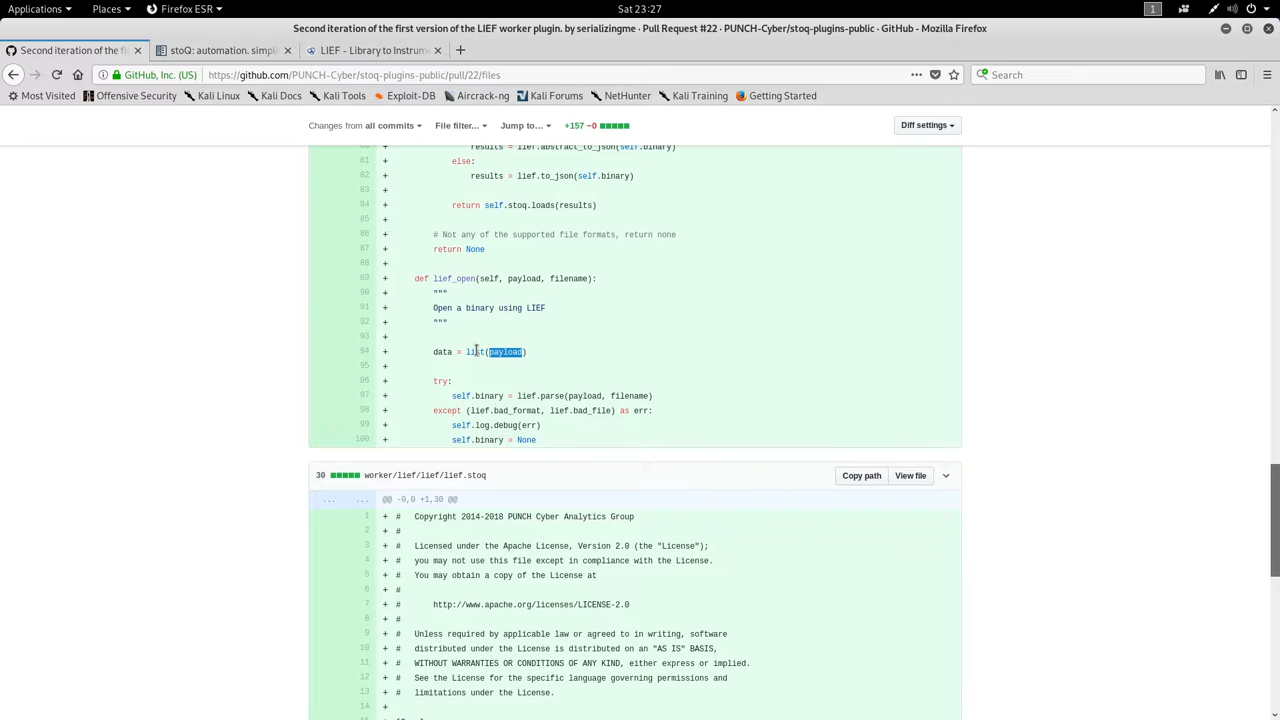 Applications Places Firefox ESR Sat 23:27 1
Second iteration of the first version of the LIEF worker plugin. by serializingme · Pull Request #22 · PUNCH-Cyber/stoq-plugins-public · GitHub - Mozilla Firefox
Second iteration of the fi × stoQ: automation. simpli × LIEF - Library to Instrum × +
GitHub, Inc. (US) https://github.com/PUNCH-Cyber/stoq-plugins-public/pull/22/files Search
Most Visited Offensive Security Kali Linux Kali Docs Kali Tools Exploit-DB Aircrack-ng Kali Forums NetHunter Kali Training Getting Started
Changes from all commits File filter... Jump to... +157 −0 Diff settings
80 + results = lief.abstract_to_json(self.binary)
81 + else:
82 + results = lief.to_json(self.binary)
83 +
84 + return self.stoq.loads(results)
85 +
86 + # Not any of the supported file formats, return none
87 + return None
88 +
89 + def lief_open(self, payload, filename):
90 + """
91 + Open a binary using LIEF
92 + """
93 +
94 + data = list(payload)
95 +
96 + try:
97 + self.binary = lief.parse(payload, filename)
98 + except (lief.bad_format, lief.bad_file) as err:
99 + self.log.debug(err)
100 + self.binary = None
30 worker/lief/lief/lief.stoq Copy path View file
... ... @@ -0,0 +1,30 @@
1 + # Copyright 2014-2018 PUNCH Cyber Analytics Group
2 + #
3 + # Licensed under the Apache License, Version 2.0 (the "License");
4 + # you may not use this file except in compliance with the License.
5 + # You may obtain a copy of the License at
6 + #
7 + # http://www.apache.org/licenses/LICENSE-2.0
8 + #
9 + # Unless required by applicable law or agreed to in writing, software
10 + # distributed under the License is distributed on an "AS IS" BASIS,
11 + # WITHOUT WARRANTIES OR CONDITIONS OF ANY KIND, either express or implied.
12 + # See the License for the specific language governing permissions and
13 + # limitations under the License.
14 +